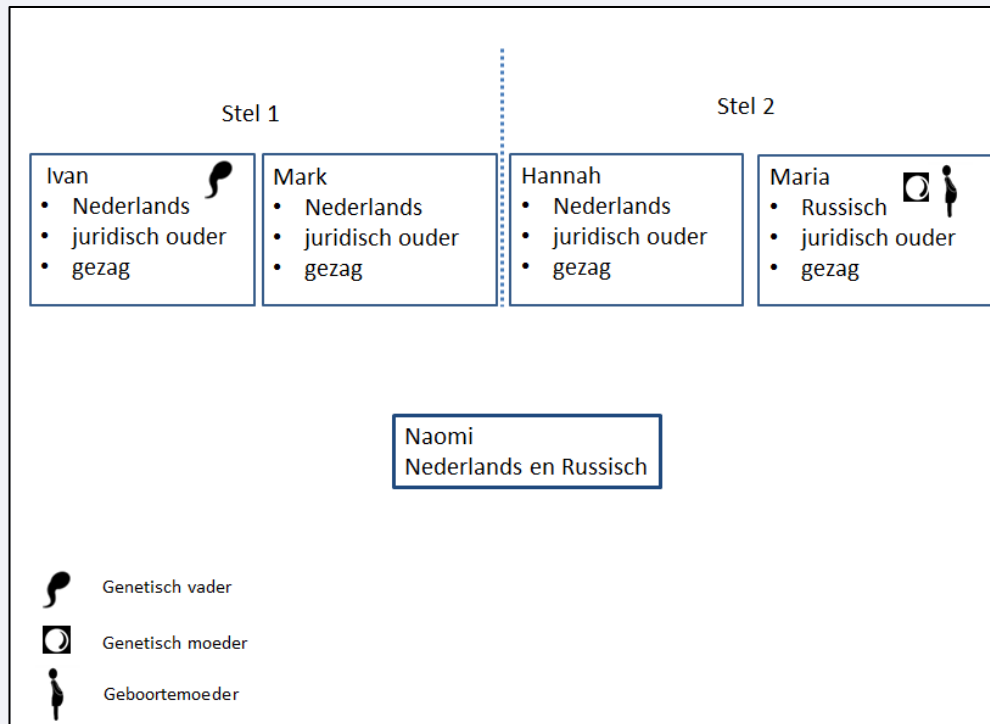 Stel 1
Stel 2
Ivan
• Nederlands
• juridisch ouder
• gezag
Mark
• Nederlands
• juridisch ouder
• gezag
Hannah
• Nederlands
• juridisch ouder
• gezag
Maria
• Russisch
• juridisch ouder
• gezag
Naomi
Nederlands en Russisch
Genetisch vader
Genetisch moeder
Geboortemoeder